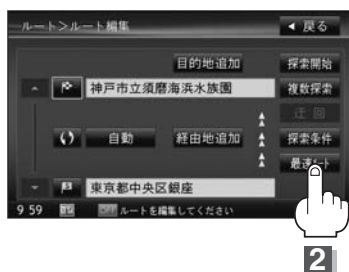 ルート＞ルート編集 ◀ 戻る
目的地追加 探索開始
神戸市立須磨海浜水族園 複数探索
迂回
自動 経由地追加 探索条件
最速ルート
東京都中央区銀座
9 59 ルートを編集してください
2